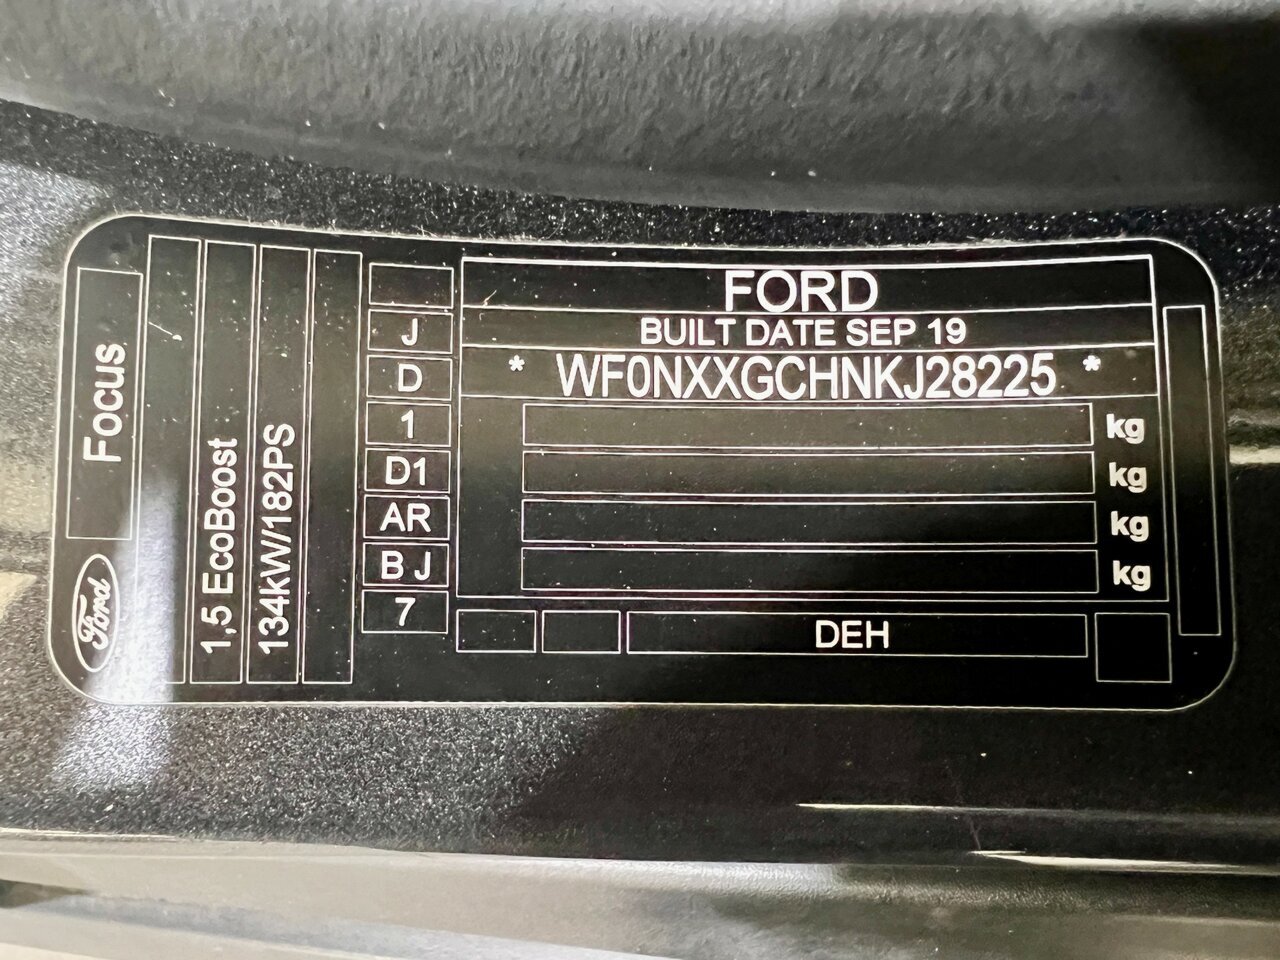 Focus
Ford
1,5 EcoBoost
134kW/182PS
J
D
1
D1
AR
B J
7
FORD
BUILT DATE SEP 19
* WF0NXXGCHNKJ28225 *
kg
kg
kg
kg
DEH